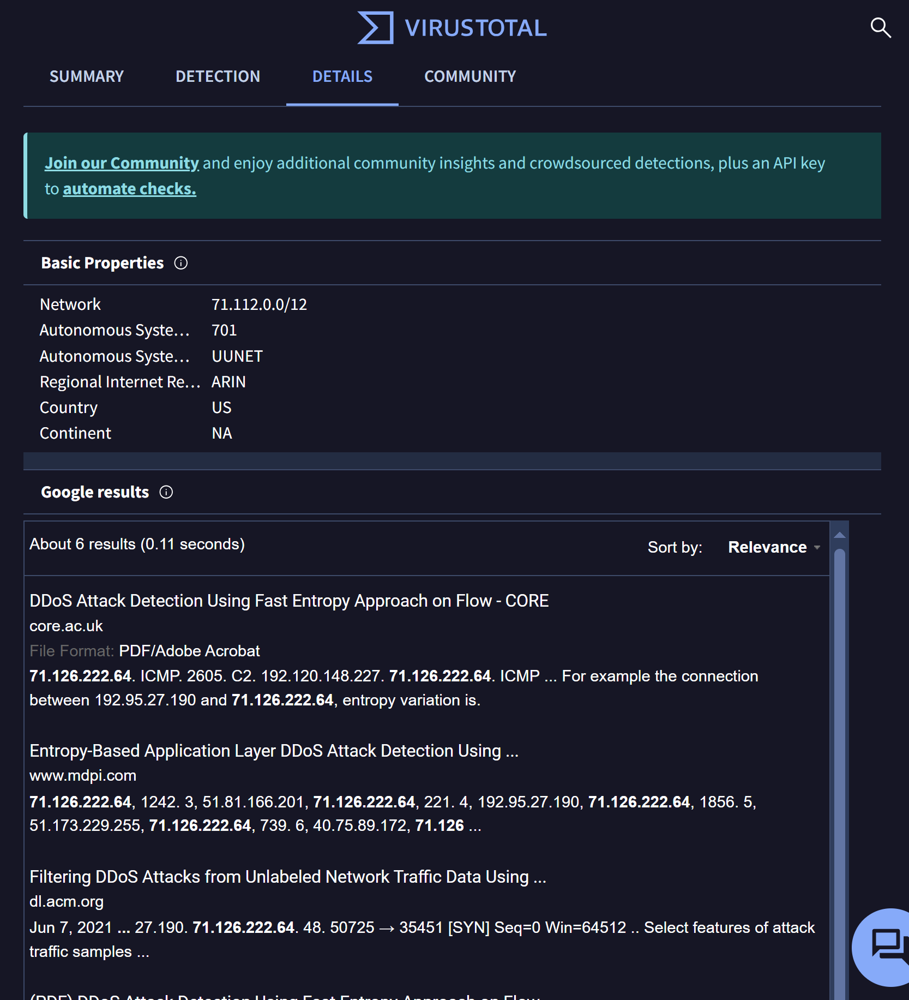 VIRUSTOTAL
SUMMARY DETECTION DETAILS COMMUNITY
Join our Community and enjoy additional community insights and crowdsourced detections, plus an API key
to automate checks.
Basic Properties
Network 71.112.0.0/12
Autonomous Syste... 701
Autonomous Syste... UUNET
Regional Internet Re... ARIN
Country US
Continent NA
Google results
About 6 results (0.11 seconds) Sort by: Relevance
DDoS Attack Detection Using Fast Entropy Approach on Flow - CORE
core.ac.uk
File Format: PDF/Adobe Acrobat
71.126.222.64. ICMP. 2605. C2. 192.120.148.227. 71.126.222.64. ICMP ... For example the connection
between 192.95.27.190 and 71.126.222.64, entropy variation is.
Entropy-Based Application Layer DDoS Attack Detection Using ...
www.mdpi.com
71.126.222.64, 1242. 3, 51.81.166.201, 71.126.222.64, 221. 4, 192.95.27.190, 71.126.222.64, 1856. 5,
51.173.229.255, 71.126.222.64, 739. 6, 40.75.89.172, 71.126 ...
Filtering DDoS Attacks from Unlabeled Network Traffic Data Using ...
dl.acm.org
Jun 7, 2021 ... 27.190. 71.126.222.64. 48. 50725 → 35451 [SYN] Seq=0 Win=64512 .. Select features of attack
traffic samples ...
(PDF) DDoS Attack Detection Using Fast Entropy Approach on Flow